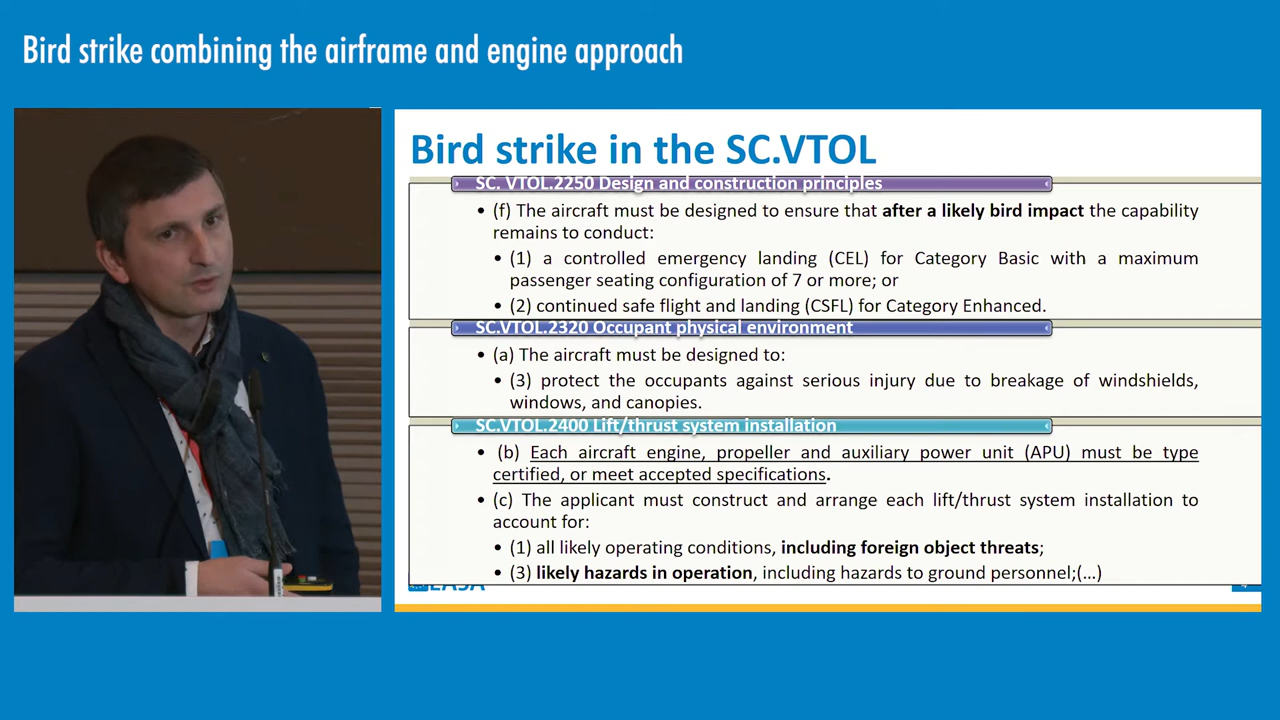 Bird strike combining the airframe and engine approach
Bird strike in the SC.VTOL
SC. VTOL.2250 Design and construction principles
• (f) The aircraft must be designed to ensure that after a likely bird impact the capability
remains to conduct:
• (1) a controlled emergency landing (CEL) for Category Basic with a maximum
passenger seating configuration of 7 or more; or
• (2) continued safe flight and landing (CSFL) for Category Enhanced.
SC.VTOL.2320 Occupant physical environment
• (a) The aircraft must be designed to:
• (3) protect the occupants against serious injury due to breakage of windshields,
windows, and canopies.
SC.VTOL.2400 Lift/thrust system installation
• (b) Each aircraft engine, propeller and auxiliary power unit (APU) must be type
certified, or meet accepted specifications.
• (c) The applicant must construct and arrange each lift/thrust system installation to
account for:
• (1) all likely operating conditions, including foreign object threats;
• (3) likely hazards in operation, including hazards to ground personnel;(…)
EASA